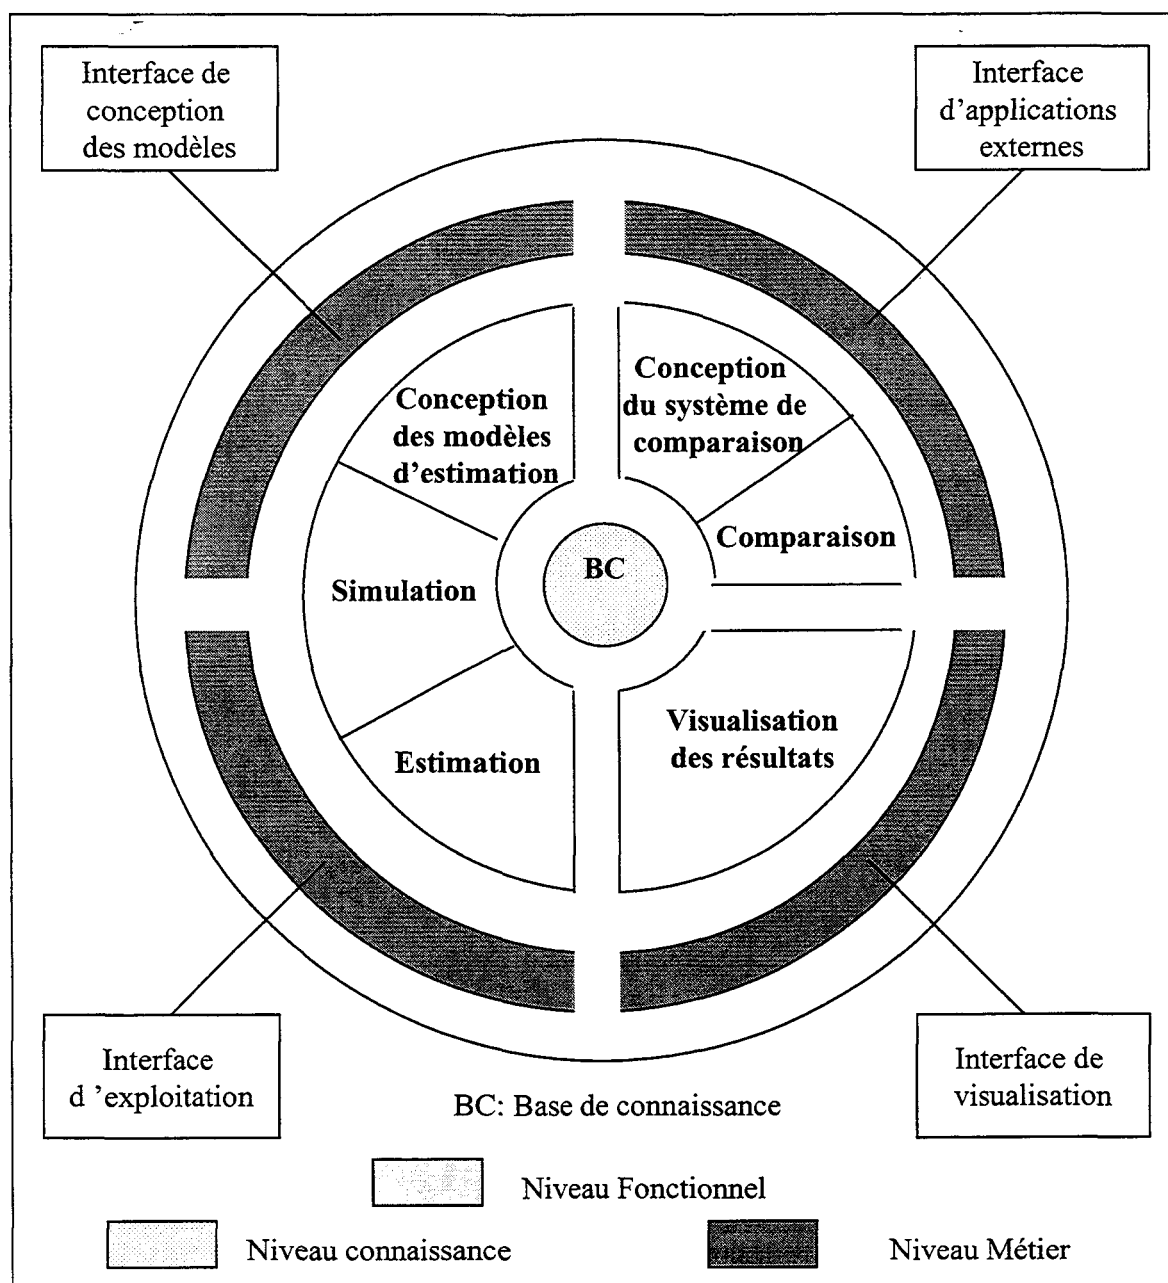 Interface de
conception
des modèles
Interface
d'applications
externes
Conception
des modèles
d'estimation
Conception
du système de
comparaison
Comparaison
BC
Simulation
Estimation
Visualisation
des résultats
Interface
d 'exploitation
Interface de
visualisation
BC: Base de connaissance
Niveau Fonctionnel
Niveau connaissance
Niveau Métier